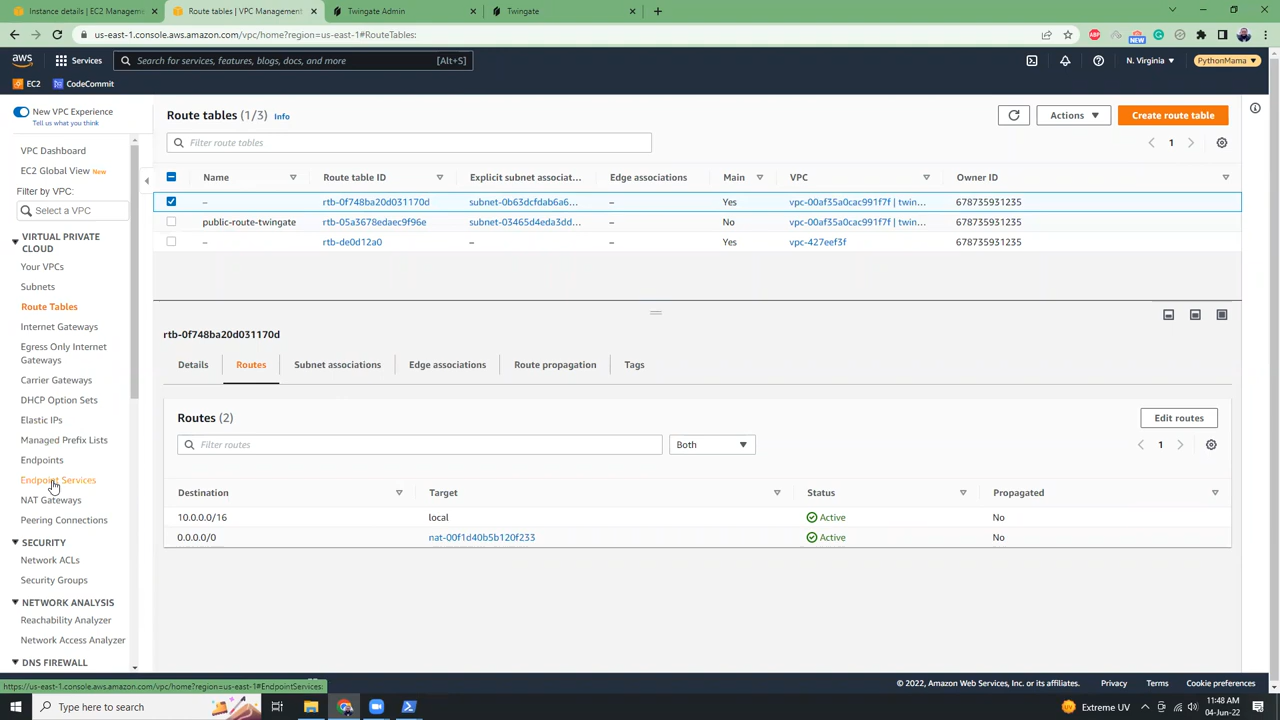 Instance details | EC2 Manageme
Route tables | VPC Management
Twingate Admin
Twingate
us-east-1.console.aws.amazon.com/vpc/home?region=us-east-1#RouteTables:
aws
Services
Search for services, features, blogs, docs, and more
[Alt+S]
N. Virginia
PythonMama
EC2
CodeCommit
New VPC Experience
Tell us what you think
VPC Dashboard
EC2 Global View New
Filter by VPC:
Select a VPC
VIRTUAL PRIVATE
CLOUD
Your VPCs
Subnets
Route Tables
Internet Gateways
Egress Only Internet
Gateways
Carrier Gateways
DHCP Option Sets
Elastic IPs
Managed Prefix Lists
Endpoints
Endpoint Services
NAT Gateways
Peering Connections
SECURITY
Network ACLs
Security Groups
NETWORK ANALYSIS
Reachability Analyzer
Network Access Analyzer
DNS FIREWALL
Route tables (1/3) Info
Actions
Create route table
Filter route tables
1
Name Route table ID Explicit subnet associat... Edge associations Main VPC Owner ID
– rtb-0f748ba20d031170d subnet-0b63dcfdab6a6... – Yes vpc-00af35a0cac991f7f | twin... 678735931235
public-route-twingate rtb-05a3678edaec9f96e subnet-03465d4eda3dd... – No vpc-00af35a0cac991f7f | twin... 678735931235
– rtb-de0d12a0 – – Yes vpc-427eef3f 678735931235
rtb-0f748ba20d031170d
Details Routes Subnet associations Edge associations Route propagation Tags
Routes (2)
Edit routes
Filter routes
Both
1
Destination Target Status Propagated
10.0.0.0/16 local Active No
0.0.0.0/0 nat-00f1d40b5b120f233 Active No
https://us-east-1.console.aws.amazon.com/vpc/home?region=us-east-1#EndpointServices:
© 2022, Amazon Web Services, Inc. or its affiliates. Privacy Terms Cookie preferences
Type here to search
Extreme UV
11:48 AM
04-Jun-22